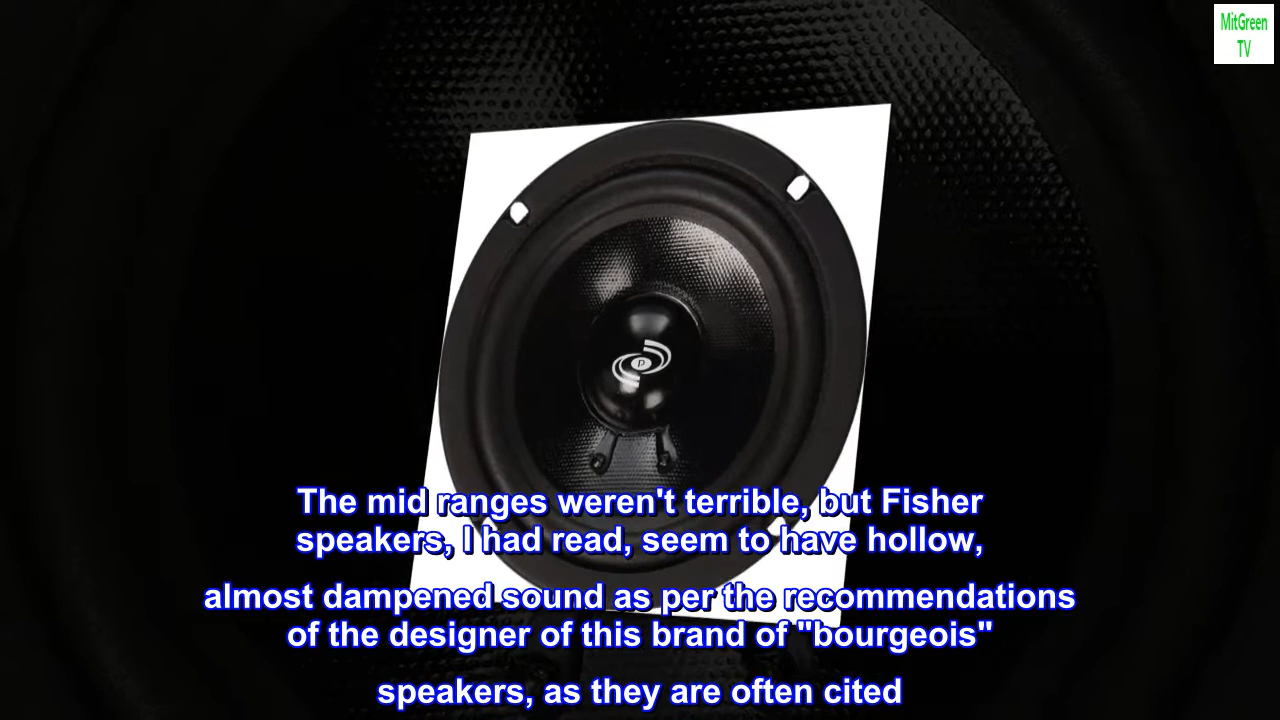 MitGreen
TV
P
The mid ranges weren't terrible, but Fisher
speakers, I had read, seem to have hollow,
almost dampened sound as per the recommendations
of the designer of this brand of "bourgeois"
speakers, as they are often cited